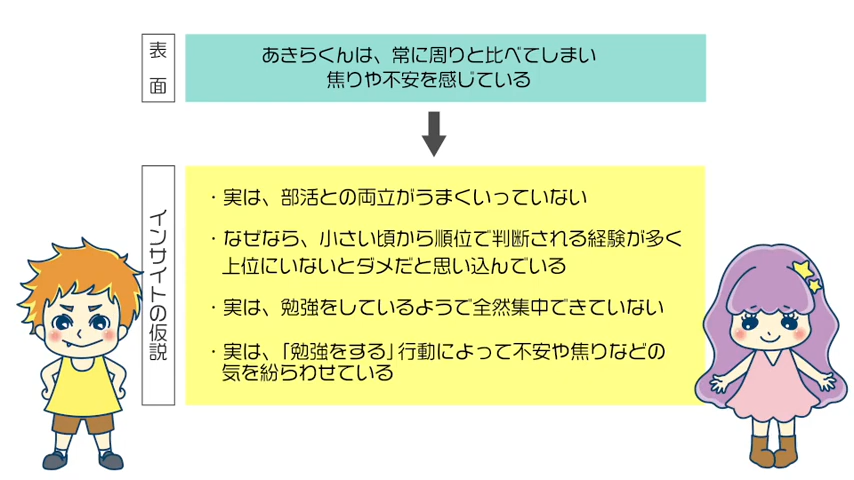 表面
あきらくんは、常に周りと比べてしまい
焦りや不安を感じている
インサイトの仮説
・実は、部活との両立がうまくいっていない
・なぜなら、小さい頃から順位で判断される経験が多く
上位にいないとダメだと思い込んでいる
・実は、勉強をしているようで全然集中できていない
・実は、「勉強をする」行動によって不安や焦りなどの
気を紛らわせている